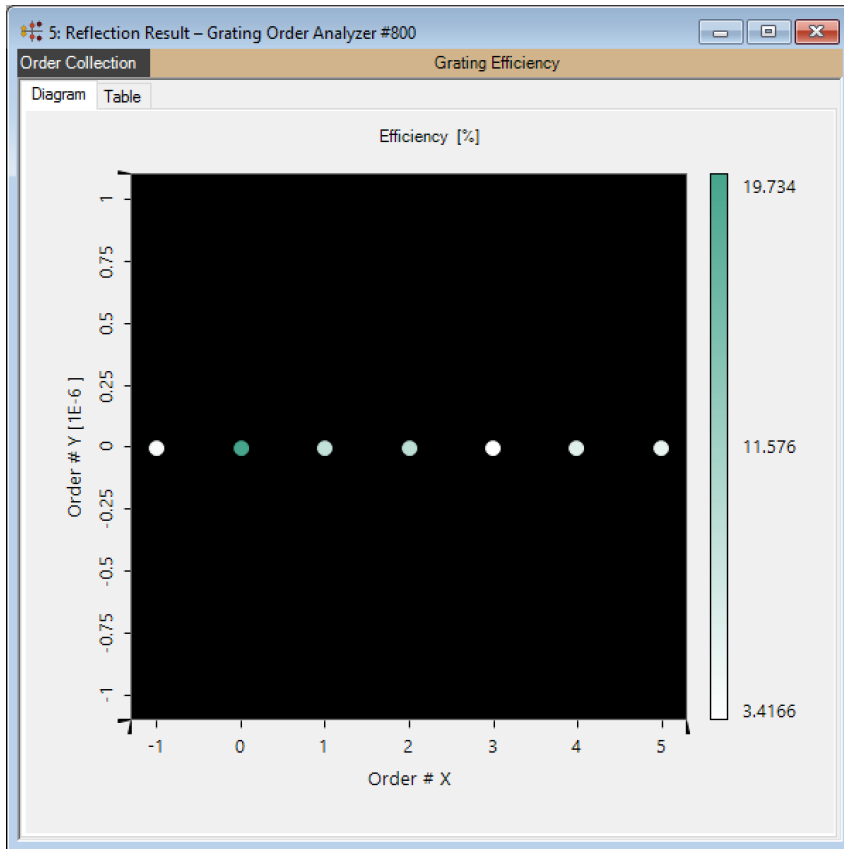 5: Reflection Result – Grating Order Analyzer #800
Order Collection Grating Efficiency
Diagram Table
Efficiency [%]
19.734
11.576
3.4166
Order # Y [1E-6 ]
1
0.75
0.5
0.25
0
-0.25
-0.5
-0.75
-1
-1 0 1 2 3 4 5
Order # X